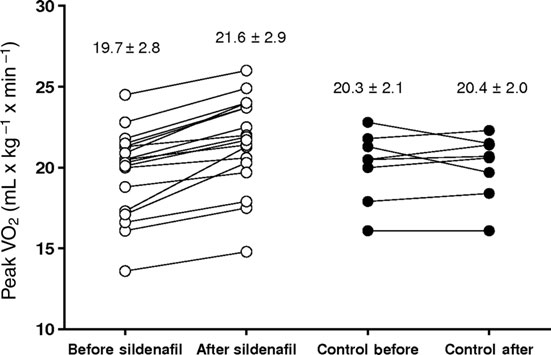 Peak VO₂ (mL x kg⁻¹ x min⁻¹)
30
25
20
15
10
19.7 ± 2.8
21.6 ± 2.9
20.3 ± 2.1
20.4 ± 2.0
Before sildenafil
After sildenafil
Control before
Control after